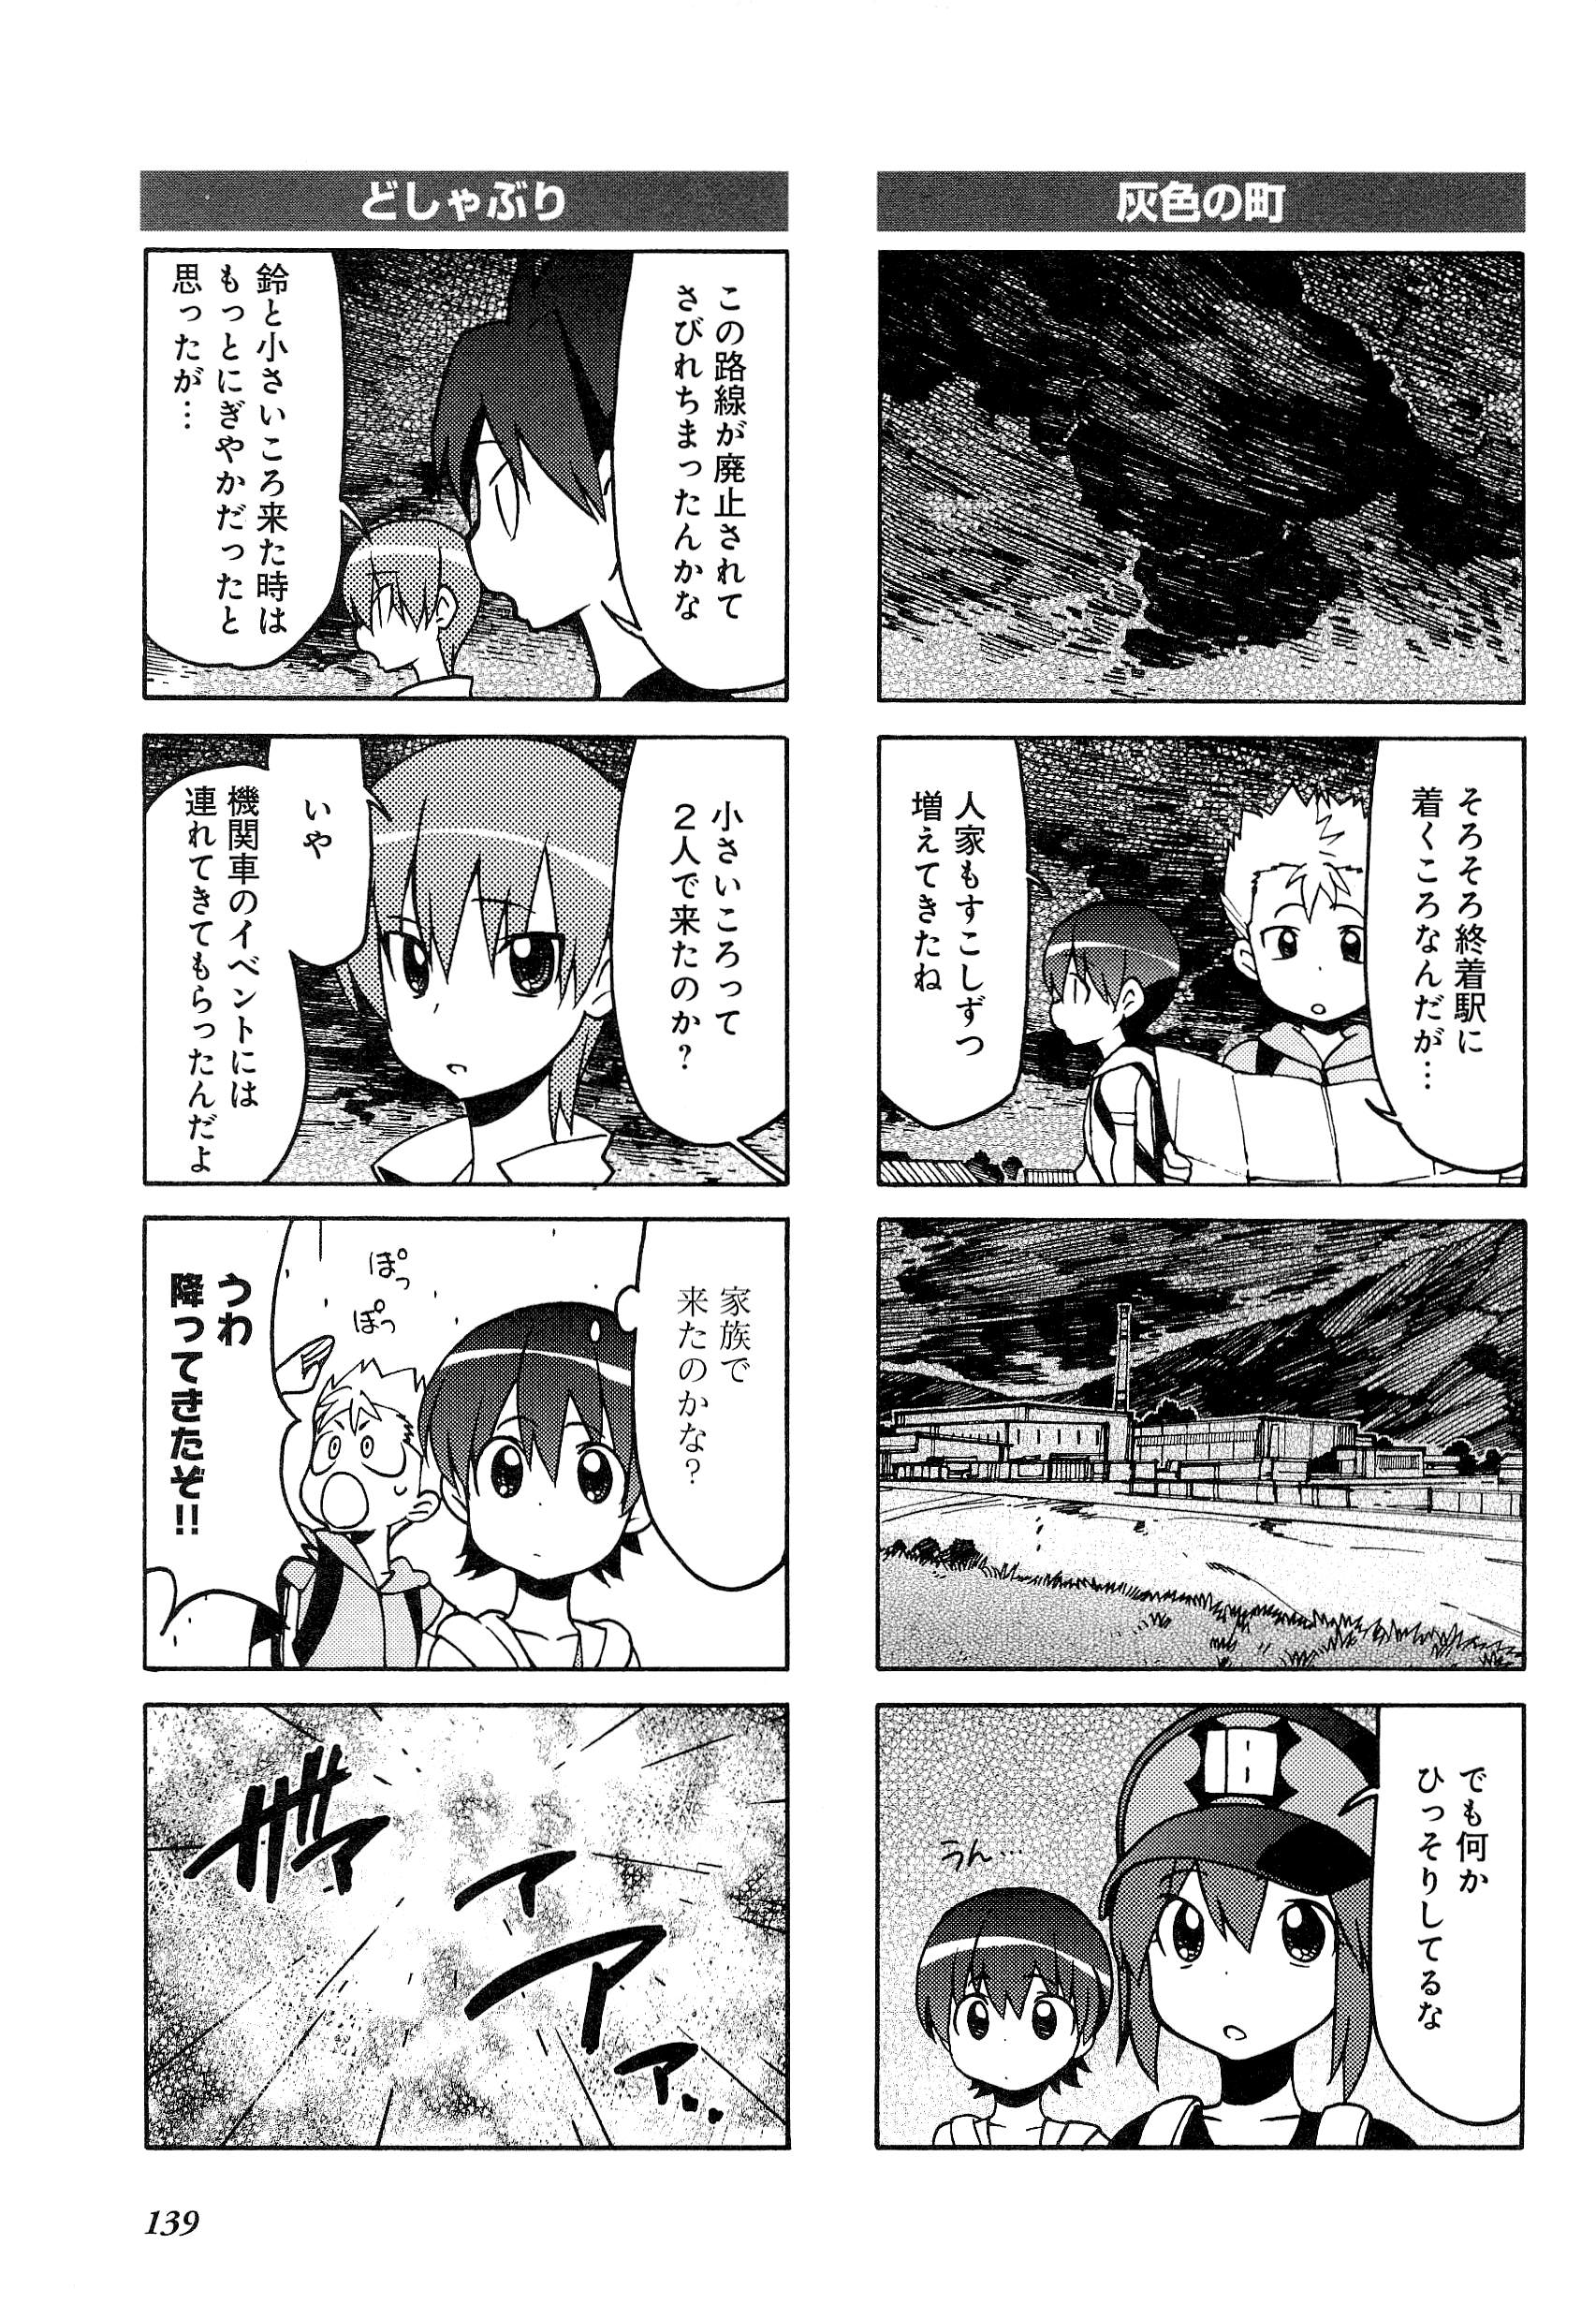 灰色の町
そろそろ終着駅に
着くころなんだが…
人家もすこしずつ
増えてきたね
でも何か
ひっそりしてるな
うん…
どしゃぶり
この路線が廃止されて
さびれちまったんかな
鈴と小さいころ来た時は
もっとにぎやかだったと
思ったが…
小さいころって
2人で来たのか?
いや
機関車のイベントには
連れてきてもらったんだよ
家族で
来たのかな?
ぽっ
ぽっ
うわ
降ってきたぞ!!
ザアアアア…
139